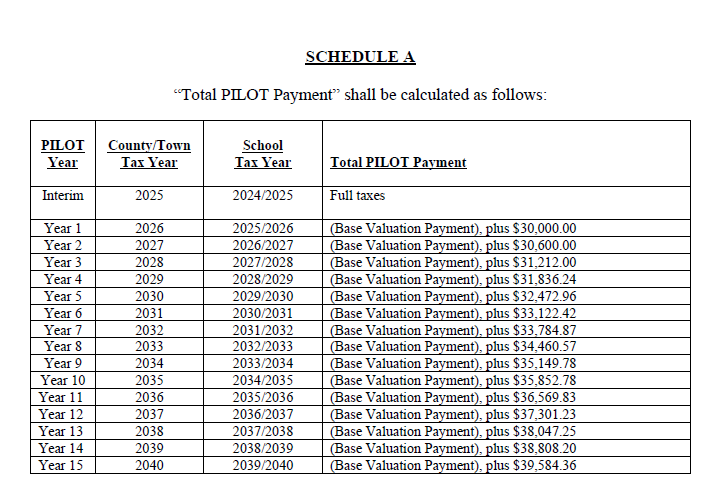 SCHEDULE A
“Total PILOT Payment” shall be calculated as follows:
PILOT Year County/Town Tax Year School Tax Year Total PILOT Payment
Interim 2025 2024/2025 Full taxes
Year 1 2026 2025/2026 (Base Valuation Payment), plus $30,000.00
Year 2 2027 2026/2027 (Base Valuation Payment), plus $30,600.00
Year 3 2028 2027/2028 (Base Valuation Payment), plus $31,212.00
Year 4 2029 2028/2029 (Base Valuation Payment), plus $31,836.24
Year 5 2030 2029/2030 (Base Valuation Payment), plus $32,472.96
Year 6 2031 2030/2031 (Base Valuation Payment), plus $33,122.42
Year 7 2032 2031/2032 (Base Valuation Payment), plus $33,784.87
Year 8 2033 2032/2033 (Base Valuation Payment), plus $34,460.57
Year 9 2034 2033/2034 (Base Valuation Payment), plus $35,149.78
Year 10 2035 2034/2035 (Base Valuation Payment), plus $35,852.78
Year 11 2036 2035/2036 (Base Valuation Payment), plus $36,569.83
Year 12 2037 2036/2037 (Base Valuation Payment), plus $37,301.23
Year 13 2038 2037/2038 (Base Valuation Payment), plus $38,047.25
Year 14 2039 2038/2039 (Base Valuation Payment), plus $38,808.20
Year 15 2040 2039/2040 (Base Valuation Payment), plus $39,584.36